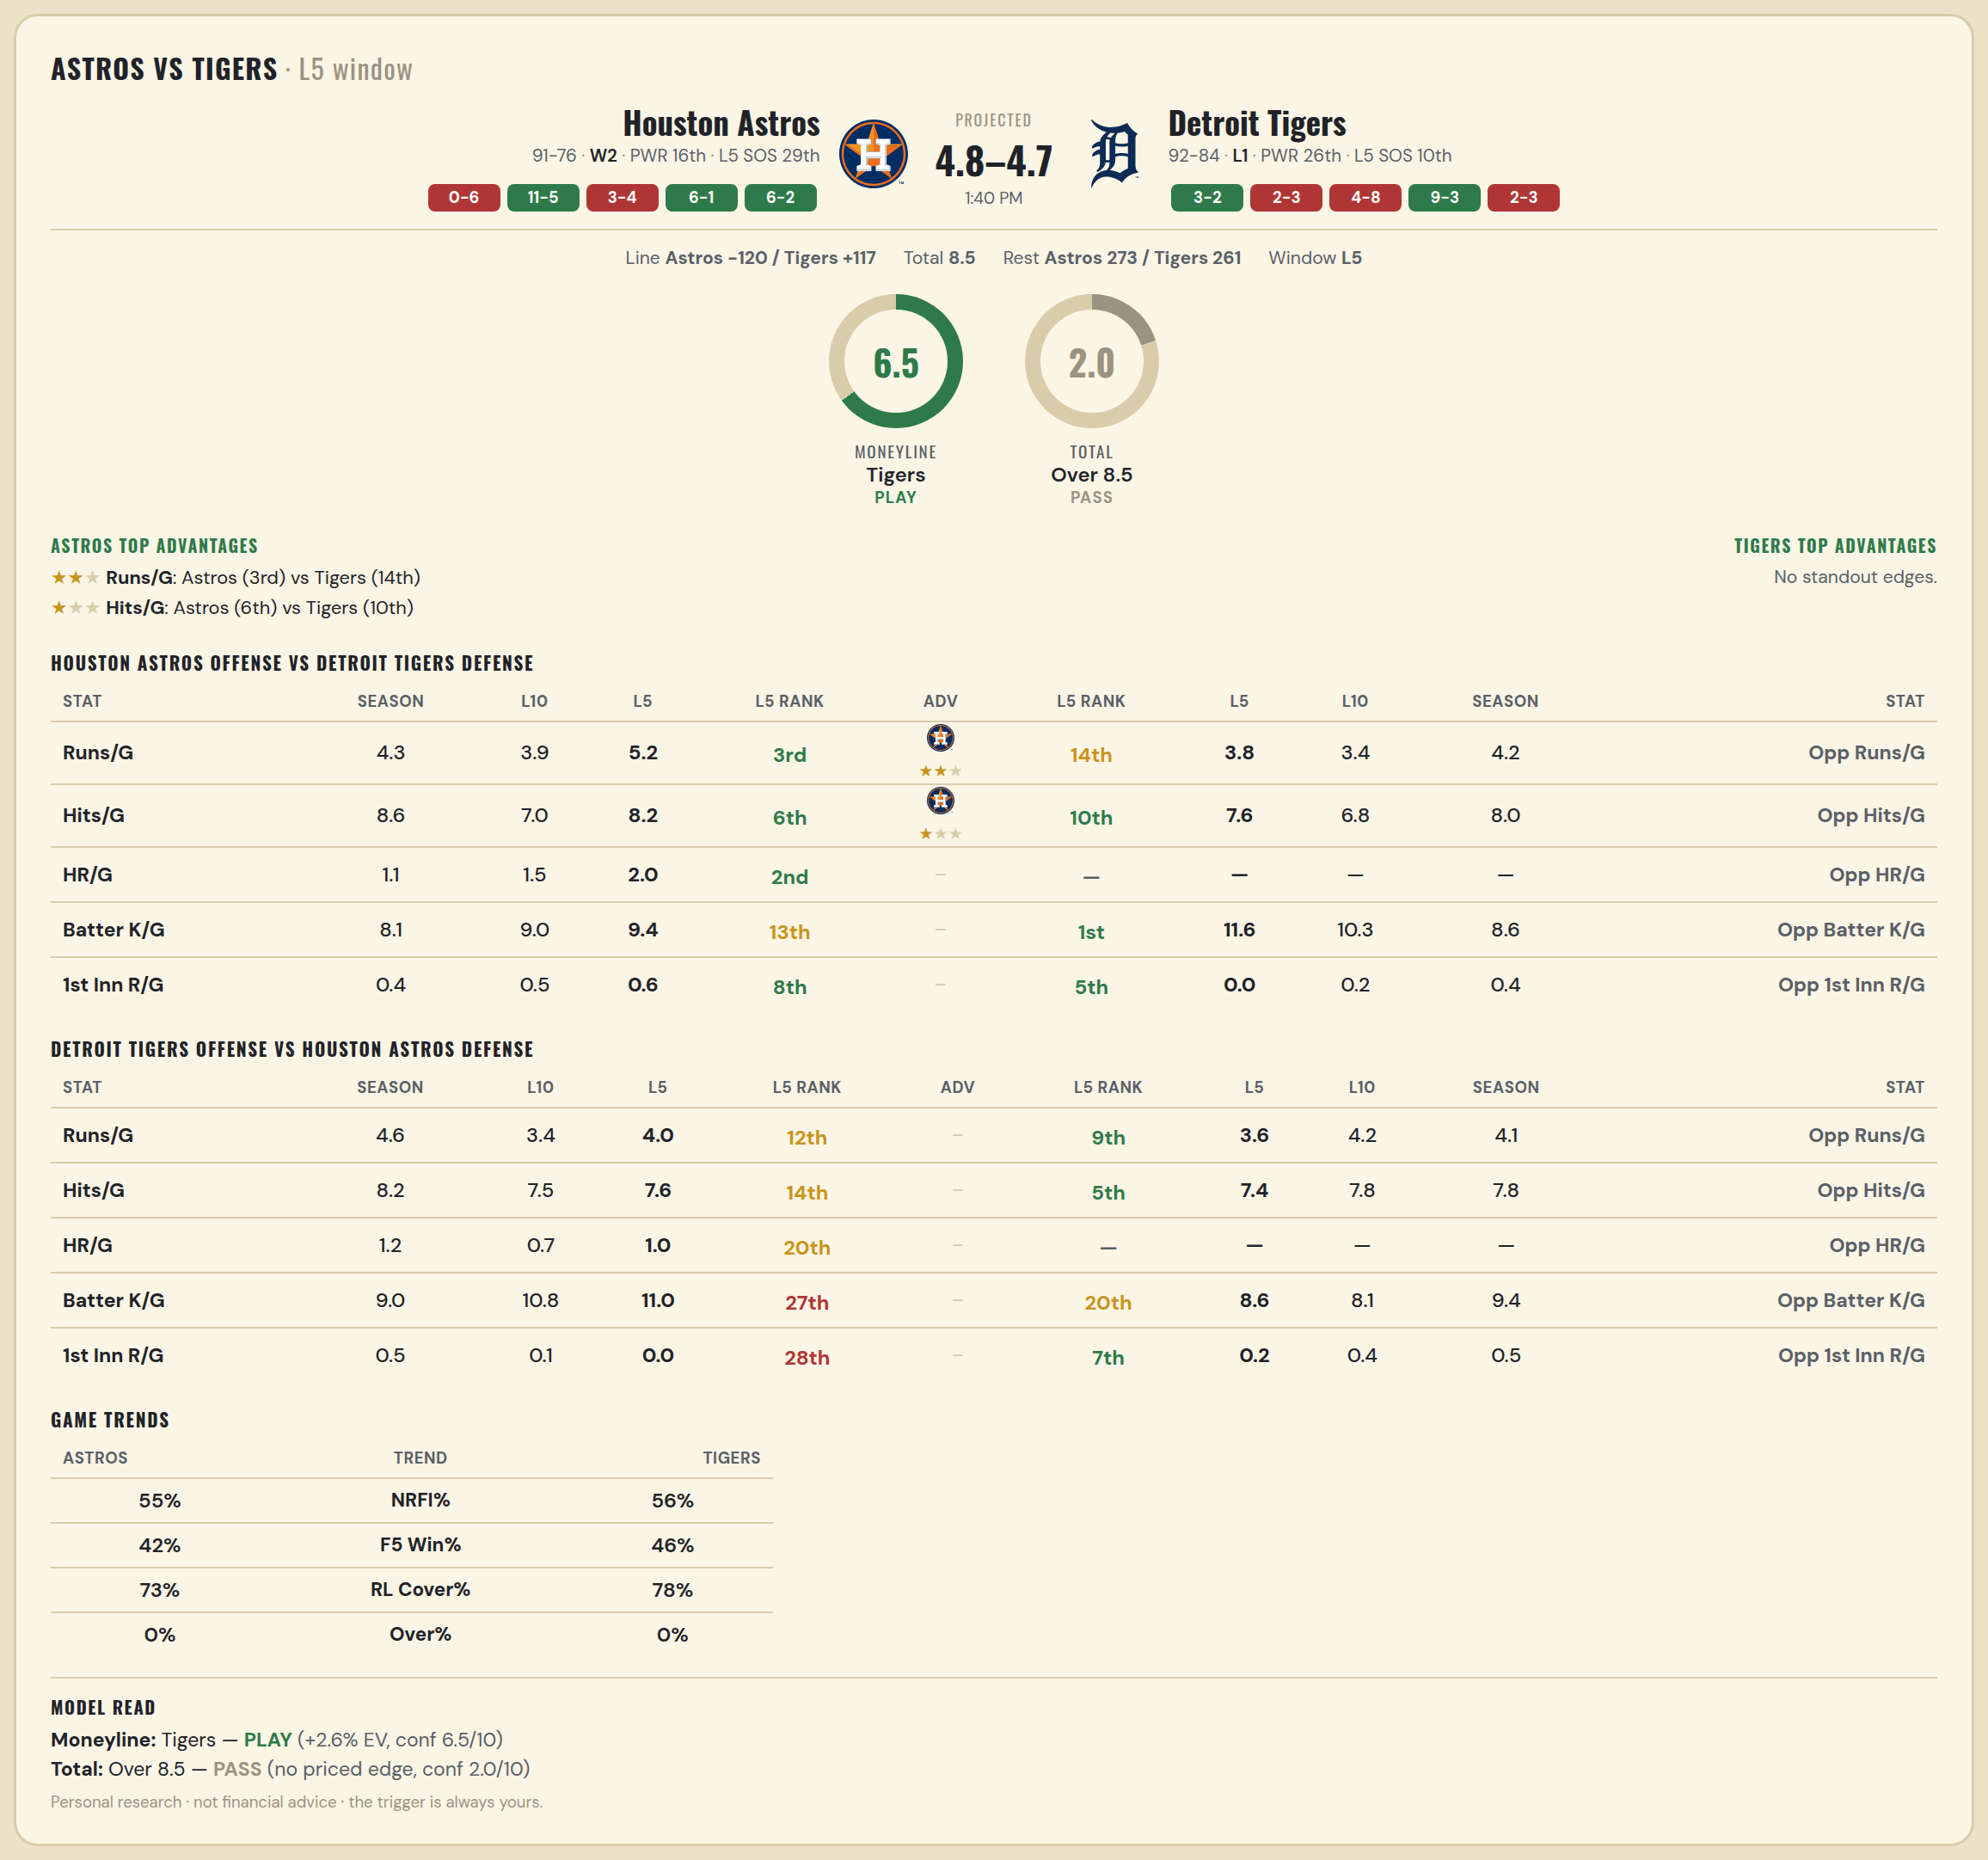 ASTROS VS TIGERS · L5 window
Houston Astros
91-76 · W2 · PWR 16th · L5 SOS 29th
0-6 11-5 3-4 6-1 6-2
PROJECTED
4.8–4.7
1:40 PM
Detroit Tigers
92-84 · L1 · PWR 26th · L5 SOS 10th
3-2 2-3 4-8 9-3 2-3
Line Astros -120 / Tigers +117 Total 8.5 Rest Astros 273 / Tigers 261 Window L5
6.5
MONEYLINE
Tigers
PLAY
2.0
TOTAL
Over 8.5
PASS
ASTROS TOP ADVANTAGES
★★★ Runs/G: Astros (3rd) vs Tigers (14th)
★★★ Hits/G: Astros (6th) vs Tigers (10th)
TIGERS TOP ADVANTAGES
No standout edges.
HOUSTON ASTROS OFFENSE VS DETROIT TIGERS DEFENSE
STAT SEASON L10 L5 L5 RANK ADV L5 RANK L5 L10 SEASON STAT
Runs/G 4.3 3.9 5.2 3rd ★★★ 14th 3.8 3.4 4.2 Opp Runs/G
Hits/G 8.6 7.0 8.2 6th ★★★ 10th 7.6 6.8 8.0 Opp Hits/G
HR/G 1.1 1.5 2.0 2nd – — — — — Opp HR/G
Batter K/G 8.1 9.0 9.4 13th – 1st 11.6 10.3 8.6 Opp Batter K/G
1st Inn R/G 0.4 0.5 0.6 8th – 5th 0.0 0.2 0.4 Opp 1st Inn R/G
DETROIT TIGERS OFFENSE VS HOUSTON ASTROS DEFENSE
STAT SEASON L10 L5 L5 RANK ADV L5 RANK L5 L10 SEASON STAT
Runs/G 4.6 3.4 4.0 12th – 9th 3.6 4.2 4.1 Opp Runs/G
Hits/G 8.2 7.5 7.6 14th – 5th 7.4 7.8 7.8 Opp Hits/G
HR/G 1.2 0.7 1.0 20th – — — — — Opp HR/G
Batter K/G 9.0 10.8 11.0 27th – 20th 8.6 8.1 9.4 Opp Batter K/G
1st Inn R/G 0.5 0.1 0.0 28th – 7th 0.2 0.4 0.5 Opp 1st Inn R/G
GAME TRENDS
ASTROS TREND TIGERS
55% NRFI% 56%
42% F5 Win% 46%
73% RL Cover% 78%
0% Over% 0%
MODEL READ
Moneyline: Tigers — PLAY (+2.6% EV, conf 6.5/10)
Total: Over 8.5 — PASS (no priced edge, conf 2.0/10)
Personal research · not financial advice · the trigger is always yours.